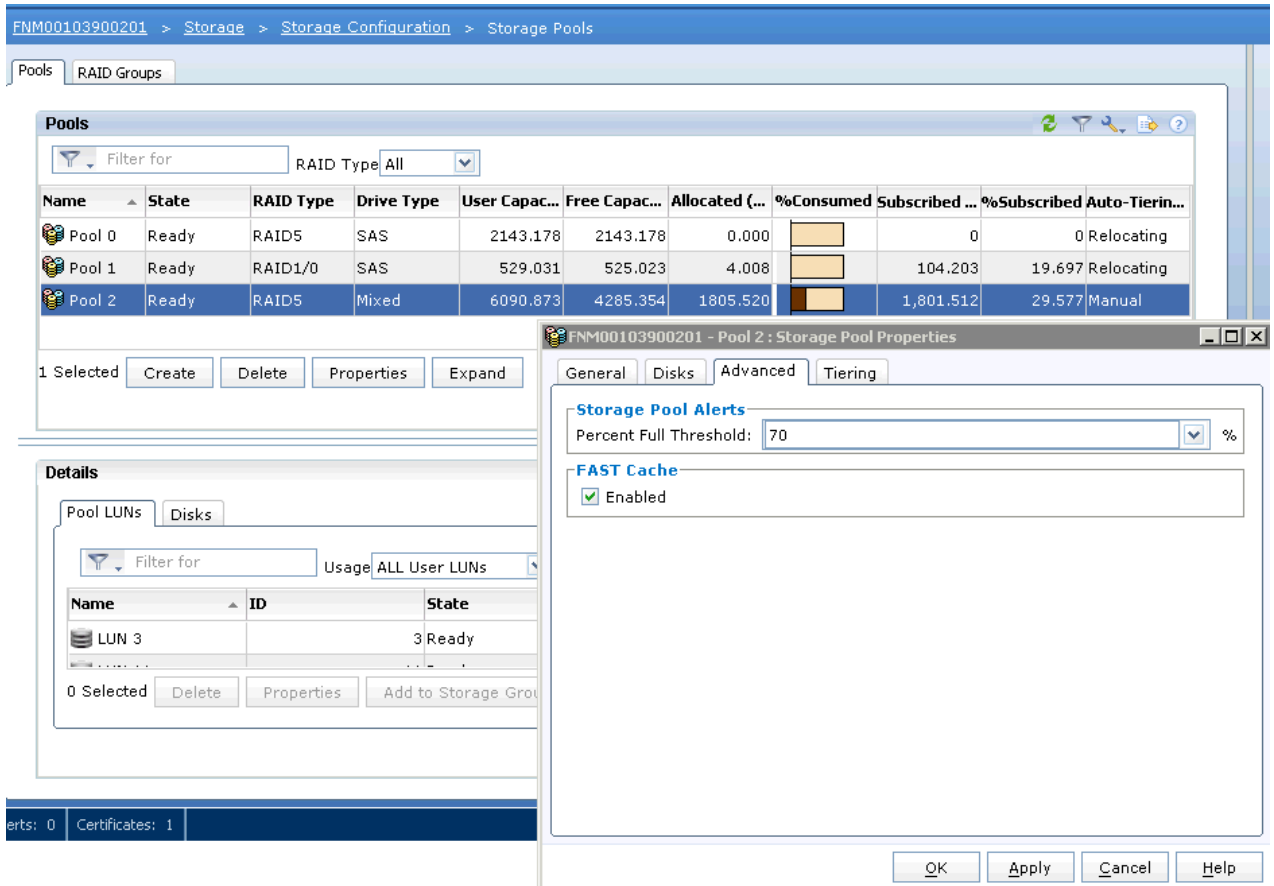 FNM00103900201 > Storage > Storage Configuration > Storage Pools
Pools RAID Groups
Pools
Filter for RAID Type All
Name State RAID Type Drive Type User Capac... Free Capac... Allocated (... %Consumed Subscribed ... %Subscribed Auto-Tierin...
Pool 0 Ready RAID5 SAS 2143.178 2143.178 0.000 0 0 Relocating
Pool 1 Ready RAID1/0 SAS 529.031 525.023 4.008 104.203 19.697 Relocating
Pool 2 Ready RAID5 Mixed 6090.873 4285.354 1805.520 1,801.512 29.577 Manual
1 Selected Create Delete Properties Expand
Details
Pool LUNs Disks
Filter for Usage ALL User LUNs
Name ID State
LUN 3 3 Ready
0 Selected Delete Properties Add to Storage Grou
erts: 0 Certificates: 1
FNM00103900201 - Pool 2 : Storage Pool Properties
General Disks Advanced Tiering
Storage Pool Alerts
Percent Full Threshold: 70 %
FAST Cache
Enabled
OK Apply Cancel Help